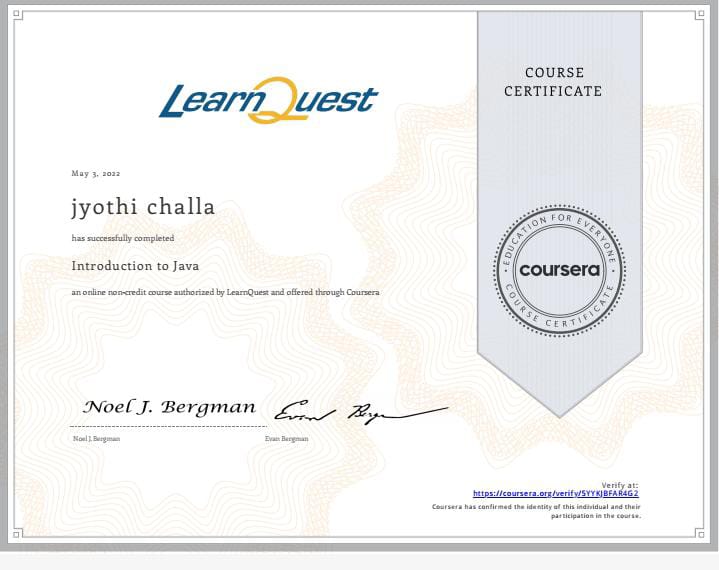 LearnQuest
COURSE
CERTIFICATE
May 3, 2022
jyothi challa
has successfully completed
Introduction to Java
an online non-credit course authorized by LearnQuest and offered through Coursera
EDUCATION FOR EVERYONE
coursera
COURSE CERTIFICATE
Noel J. Bergman
Evan Berg
Noel J. Bergman
Evan Bergman
Verify at:
https://coursera.org/verify/5YYKJBFAR4G2
Coursera has confirmed the identity of this individual and their
participation in the course.